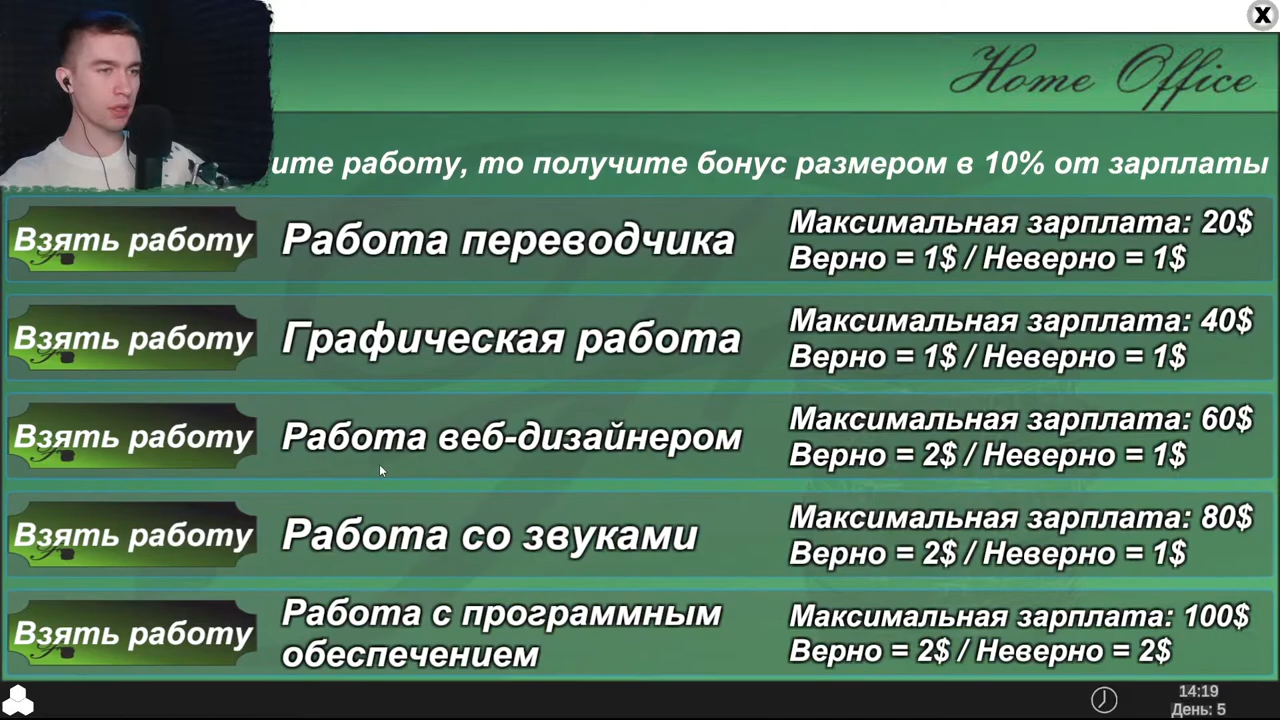 X
Home Office
ите работу, то получите бонус размером в 10% от зарплаты
Взять работу
Работа переводчика
Максимальная зарплата: 20$
Верно = 1$ / Неверно = 1$
Взять работу
Графическая работа
Максимальная зарплата: 40$
Верно = 1$ / Неверно = 1$
Взять работу
Работа веб-дизайнером
Максимальная зарплата: 60$
Верно = 2$ / Неверно = 1$
Взять работу
Работа со звуками
Максимальная зарплата: 80$
Верно = 2$ / Неверно = 1$
Взять работу
Работа с программным
обеспечением
Максимальная зарплата: 100$
Верно = 2$ / Неверно = 2$
14:19
День: 5